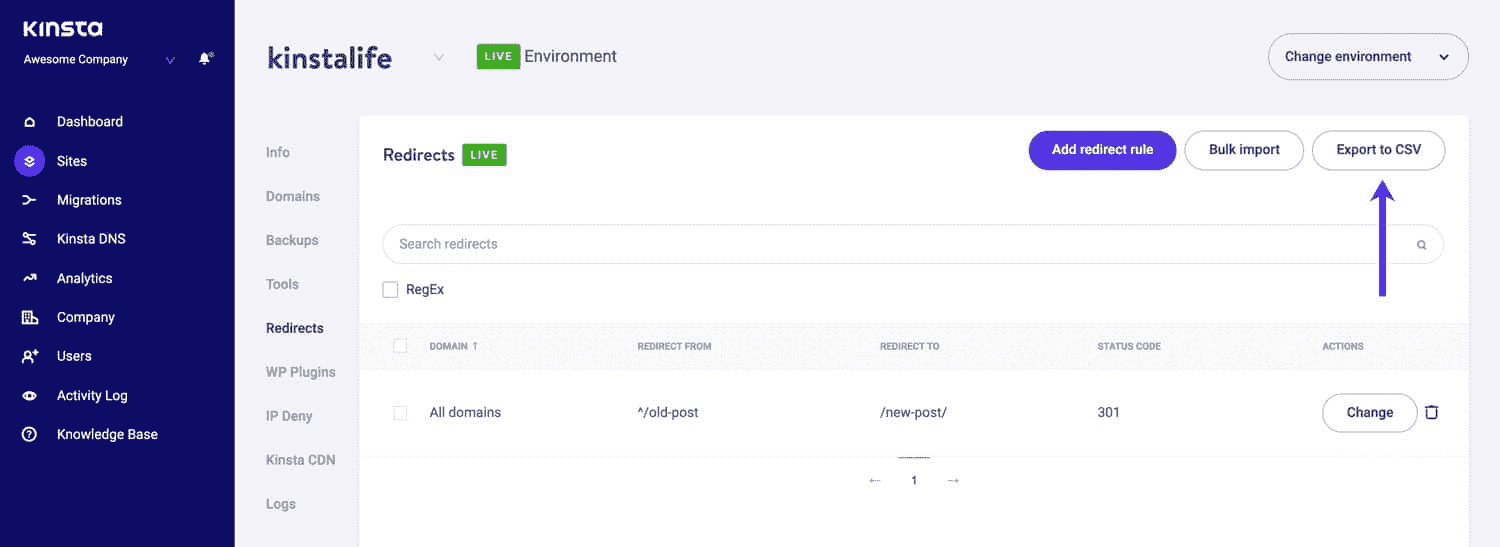 Kinsta
Awesome Company
Dashboard
Sites
Migrations
Kinsta DNS
Analytics
Company
Users
Activity Log
Knowledge Base
kinstalife
LIVE Environment
Change environment
Info
Domains
Backups
Tools
Redirects
WP Plugins
IP Deny
Kinsta CDN
Logs
Redirects LIVE
Add redirect rule
Bulk import
Export to CSV
Search redirects
RegEx
DOMAIN ↑ REDIRECT FROM REDIRECT TO STATUS CODE ACTIONS
All domains ^/old-post /new-post/ 301 Change
← 1 →